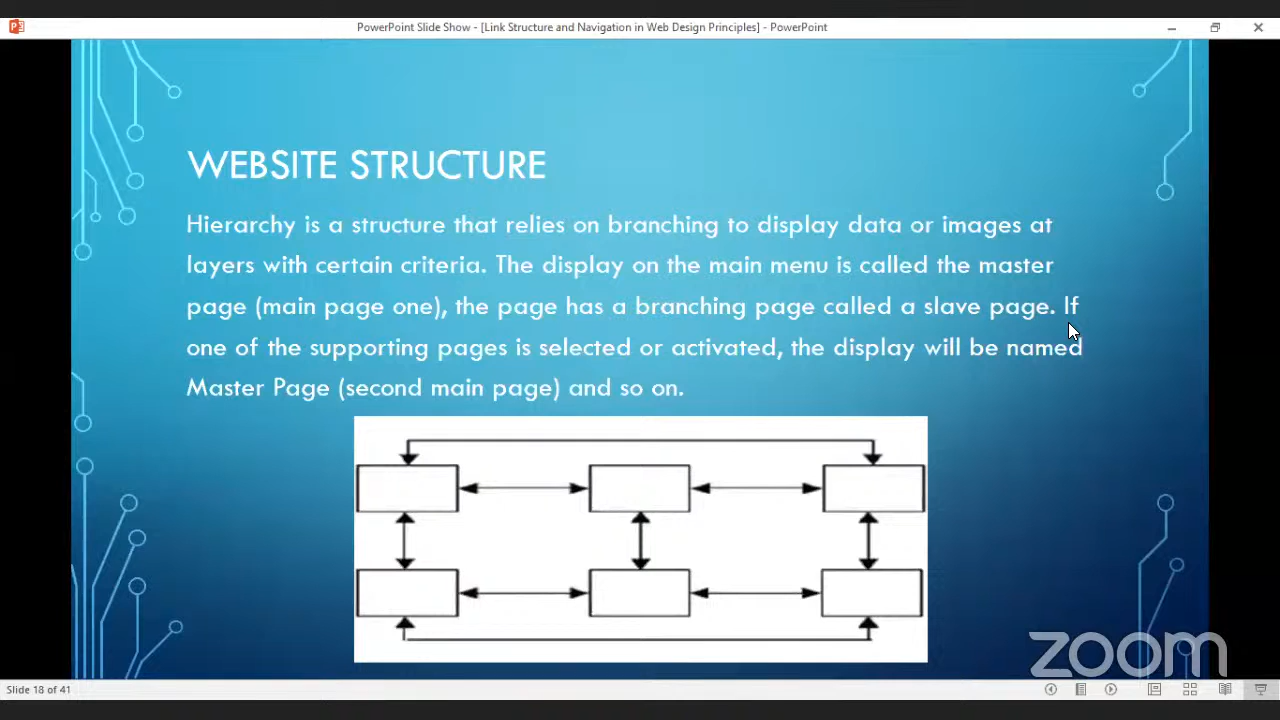 PowerPoint Slide Show - [Link Structure and Navigation in Web Design Principles] - PowerPoint
WEBSITE STRUCTURE
Hierarchy is a structure that relies on branching to display data or images at
layers with certain criteria. The display on the main menu is called the master
page (main page one), the page has a branching page called a slave page. If
one of the supporting pages is selected or activated, the display will be named
Master Page (second main page) and so on.
zoom
Slide 18 of 41